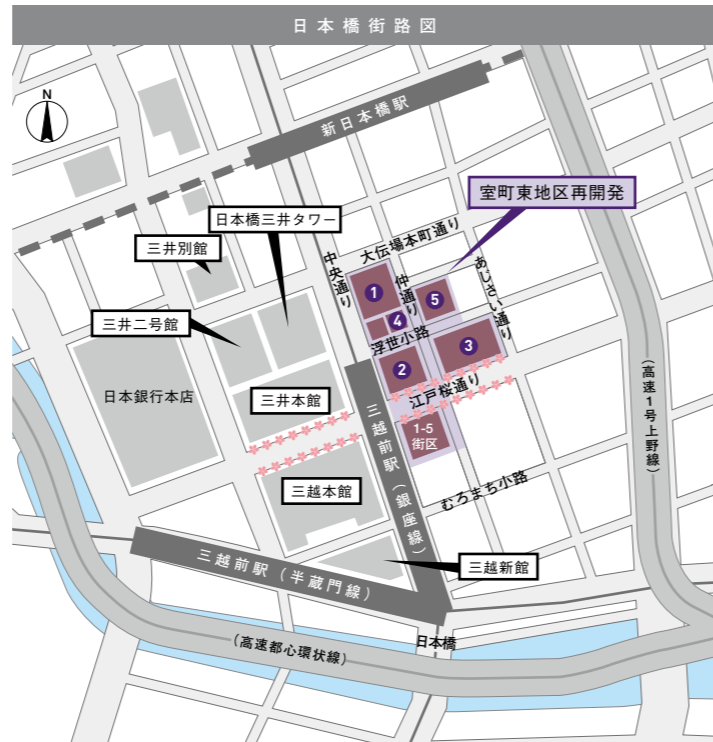 日本橋街路図
N
新日本橋駅
室町東地区再開発
日本橋三井タワー
三井別館
中央通り
大伝場本町通り
仲通り
あじさい通り
1
5
4
浮世小路
三井二号館
2
3
日本銀行本店
三井本館
江戸桜通り
1-5
街区
三越前駅（銀座線）
(高速1号上野線)
三越本館
むろまち小路
三越前駅（半蔵門線）
三越新館
日本橋
(高速都心環状線)